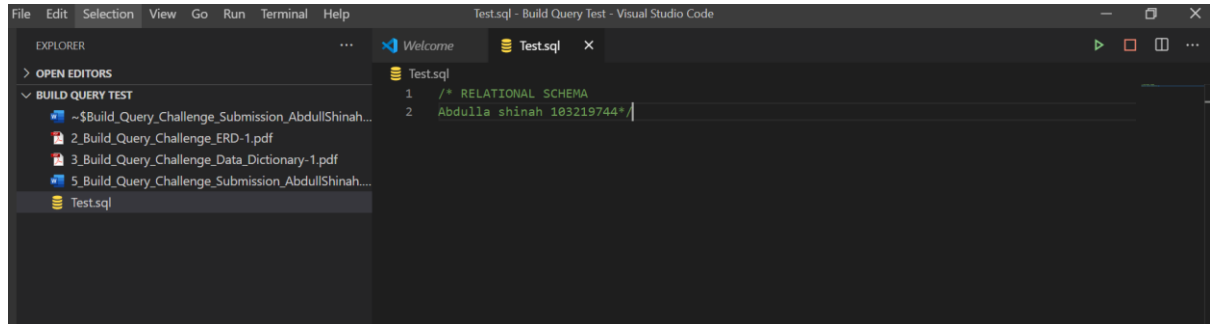 File Edit Selection View Go Run Terminal Help Test.sql - Build Query Test - Visual Studio Code
EXPLORER ... Welcome Test.sql ×
> OPEN EDITORS Test.sql
BUILD QUERY TEST 1 /* RELATIONAL SCHEMA
~$Build_Query_Challenge_Submission_AbdullShinah... 2 Abdulla shinah 103219744*/
2_Build_Query_Challenge_ERD-1.pdf
3_Build_Query_Challenge_Data_Dictionary-1.pdf
5_Build_Query_Challenge_Submission_AbdullShinah....
Test.sql